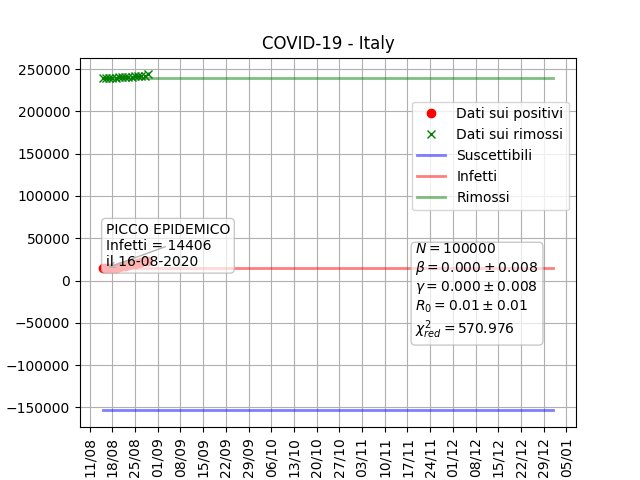 COVID-19 - Italy
250000
200000
150000
100000
50000
0
−50000
−100000
−150000
Dati sui positivi
Dati sui rimossi
Suscettibili
Infetti
Rimossi
PICCO EPIDEMICO
Infetti = 14406
il 16-08-2020
N = 100000
β = 0.000 ± 0.008
γ = 0.000 ± 0.008
R₀ = 0.01 ± 0.01
χ²red = 570.976
11/08
18/08
25/08
01/09
08/09
15/09
22/09
29/09
06/10
13/10
20/10
27/10
03/11
10/11
17/11
24/11
01/12
08/12
15/12
22/12
29/12
05/01